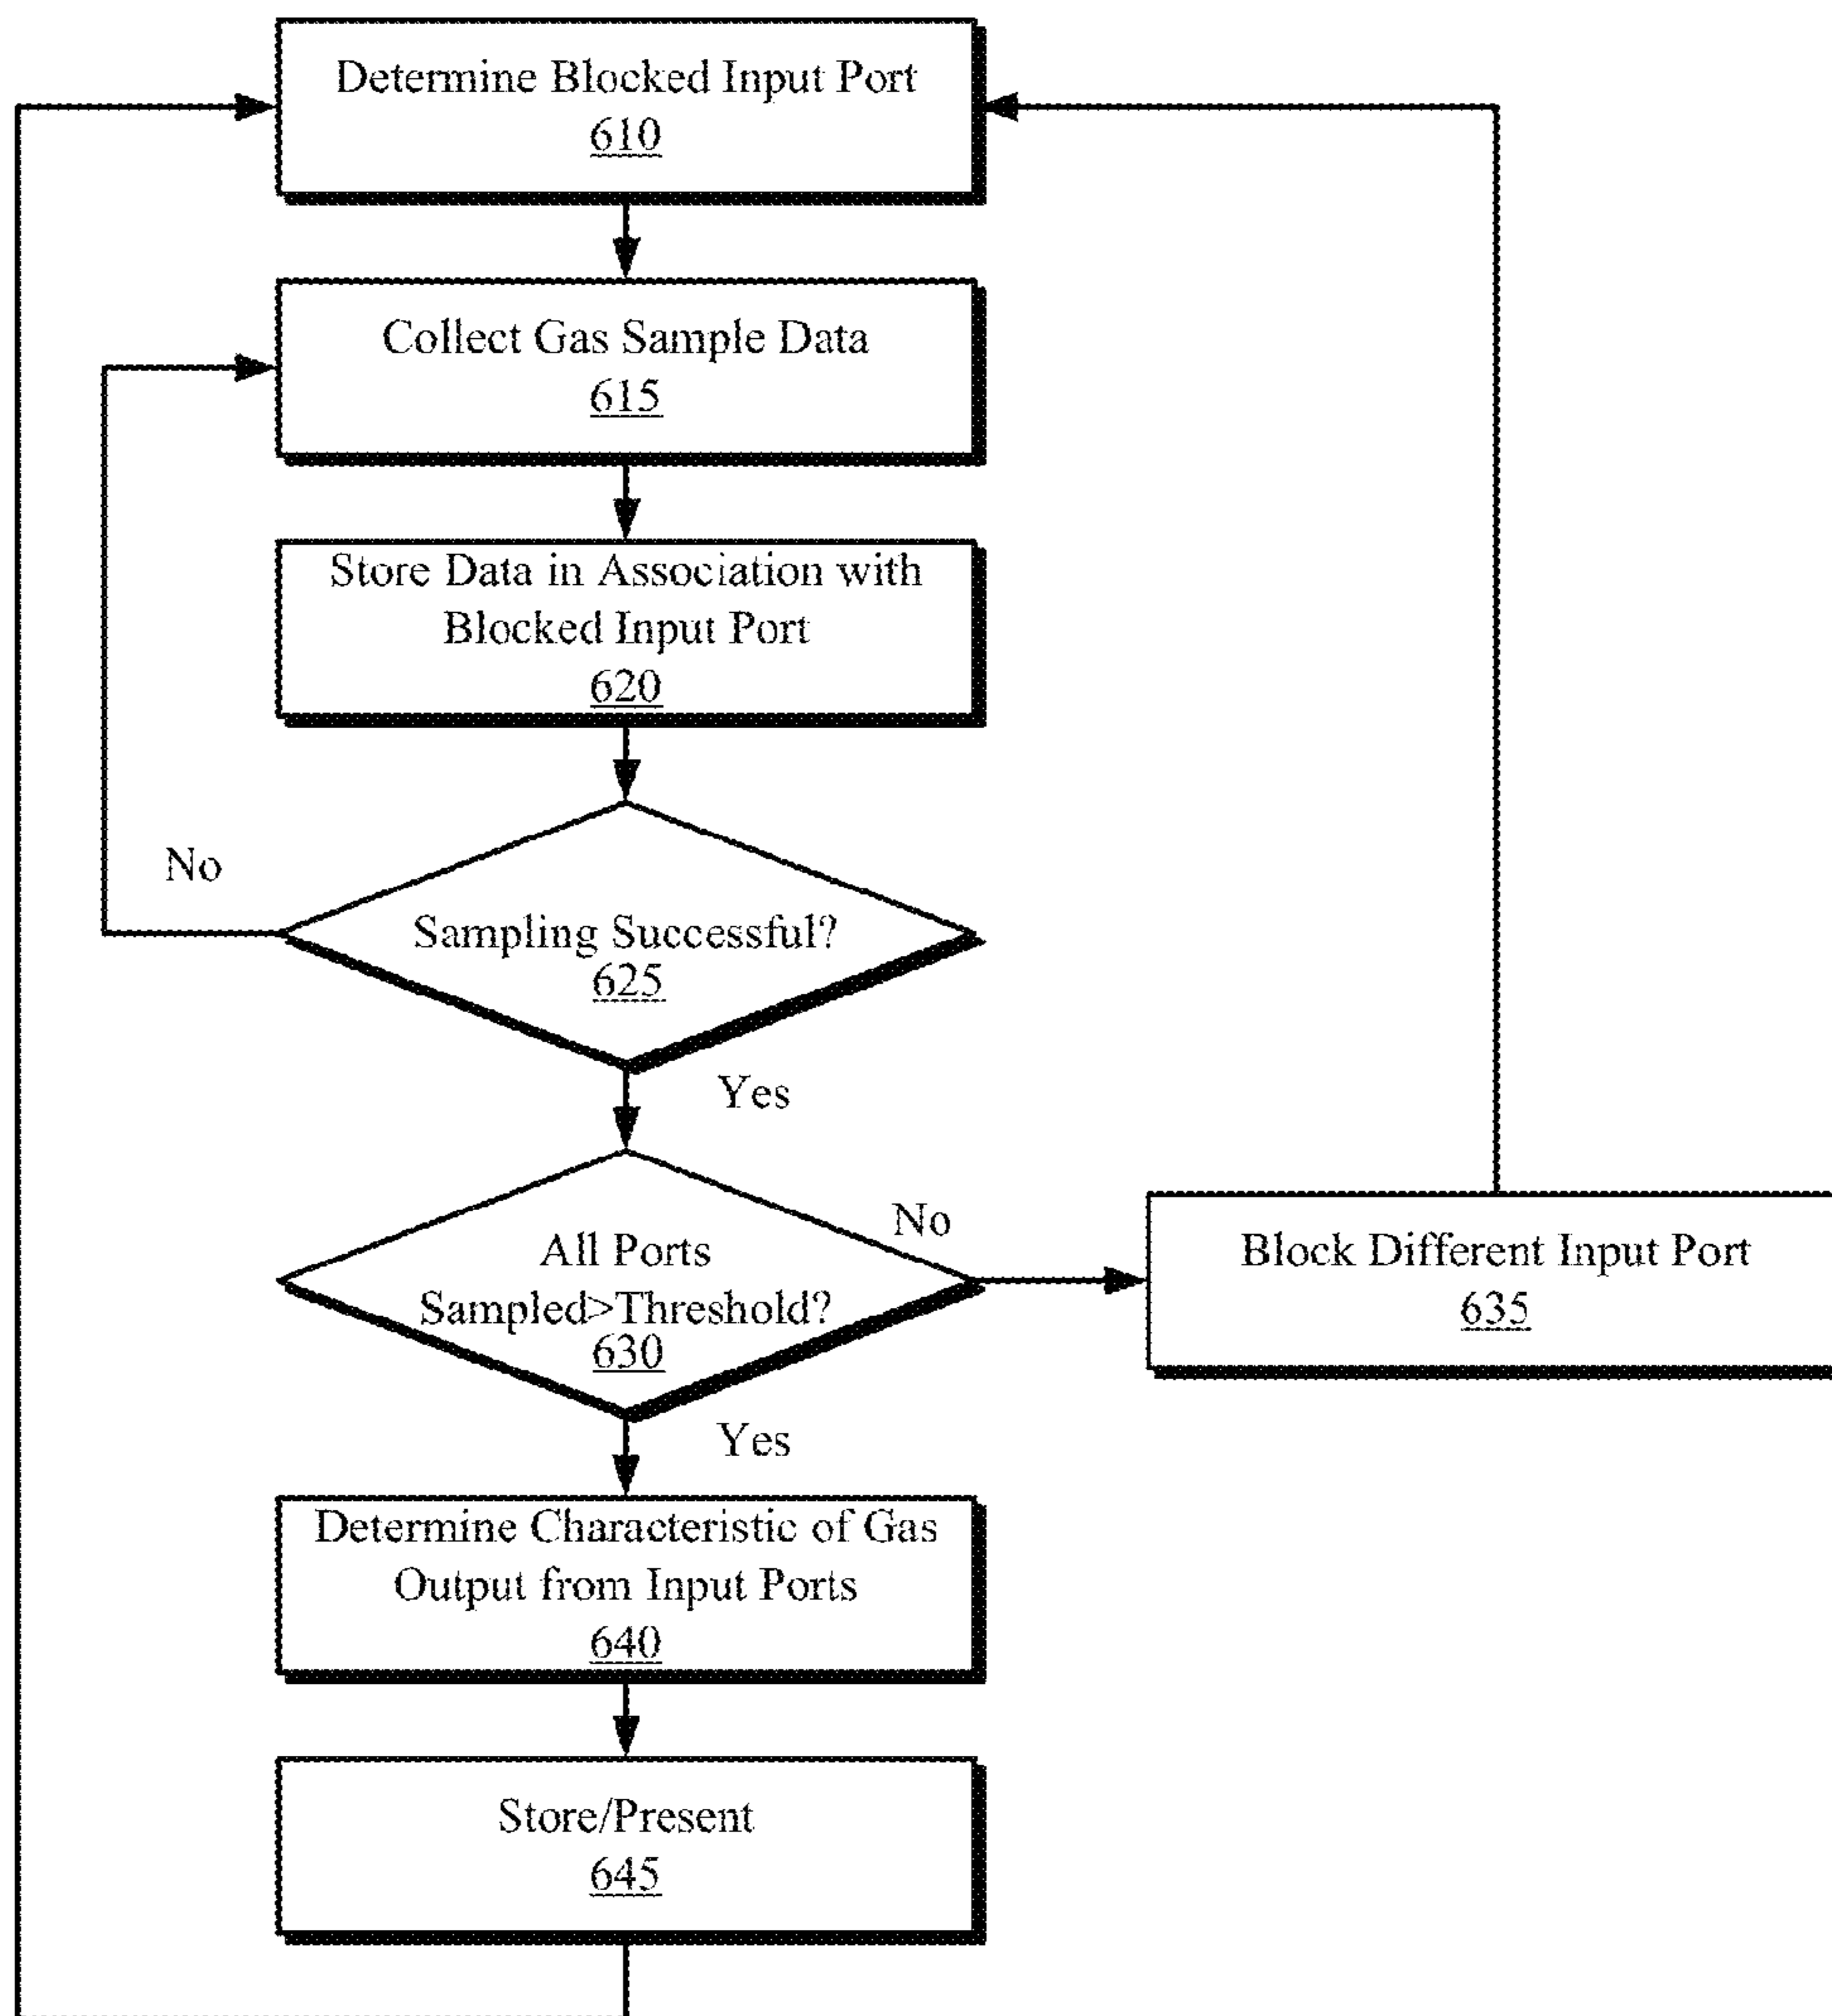 Determine Blocked Input Port
610
Collect Gas Sample Data
615
Store Data in Association with
Blocked Input Port
620
No
Sampling Successful?
625
Yes
All Ports
Sampled>Threshold?
630
No
Block Different Input Port
635
Yes
Determine Characteristic of Gas
Output from Input Ports
640
Store/Present
645